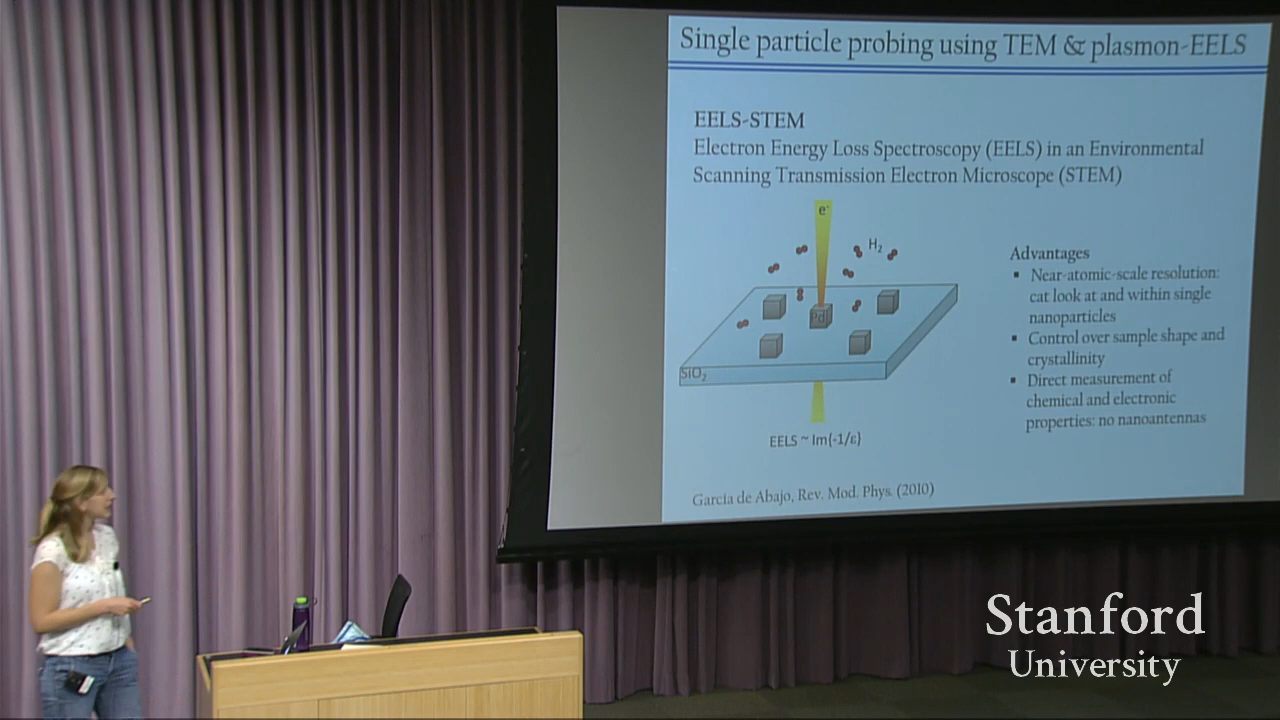 Single particle probing using TEM & plasmon-EELS
EELS-STEM
Electron Energy Loss Spectroscopy (EELS) in an Environmental
Scanning Transmission Electron Microscope (STEM)
e-
H2
Pd
SiO2
EELS ~ Im{-1/ε}
Advantages
▪ Near-atomic-scale resolution:
cat look at and within single
nanoparticles
▪ Control over sample shape and
crystallinity
▪ Direct measurement of
chemical and electronic
properties: no nanoantennas
García de Abajo, Rev. Mod. Phys. (2010)
Stanford
University